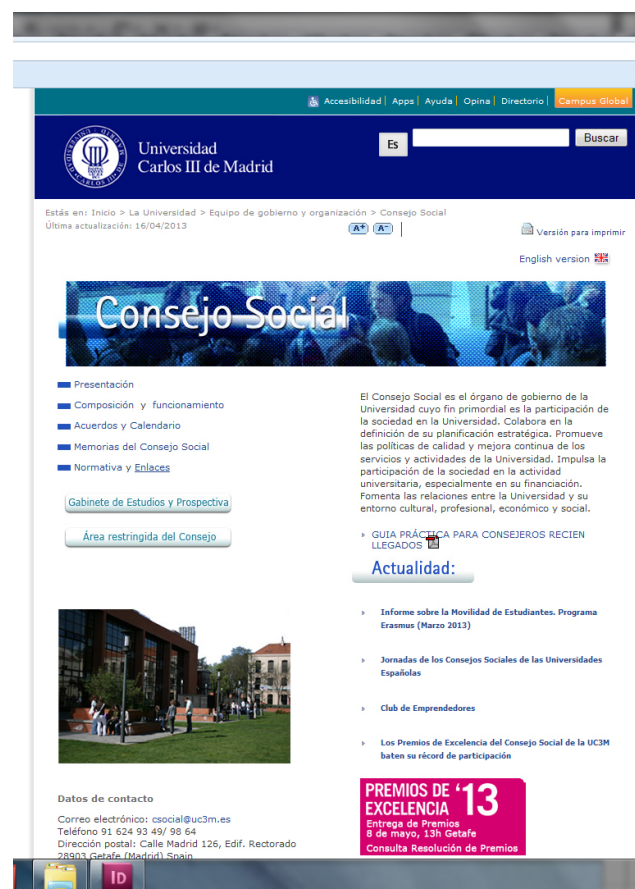 Accesibilidad | Apps | Ayuda | Opina | Directorio | Campus Global
Universidad
Carlos III de Madrid
Es
Buscar
Estás en: Inicio > La Universidad > Equipo de gobierno y organización > Consejo Social
Última actualización: 16/04/2013
A+ A-
Versión para imprimir
English version
Consejo Social
Presentación
Composición y funcionamiento
Acuerdos y Calendario
Memorias del Consejo Social
Normativa y Enlaces
Gabinete de Estudios y Prospectiva
Área restringida del Consejo
El Consejo Social es el órgano de gobierno de la
Universidad cuyo fin primordial es la participación de
la sociedad en la Universidad. Colabora en la
definición de su planificación estratégica. Promueve
las políticas de calidad y mejora continua de los
servicios y actividades de la Universidad. Impulsa la
participación de la sociedad en la actividad
universitaria, especialmente en su financiación.
Fomenta las relaciones entre la Universidad y su
entorno cultural, profesional, económico y social.
GUIA PRÁCTICA PARA CONSEJEROS RECIEN
LLEGADOS
Actualidad:
Informe sobre la Movilidad de Estudiantes. Programa
Erasmus (Marzo 2013)
Jornadas de los Consejos Sociales de las Universidades
Españolas
Club de Emprendedores
Los Premios de Excelencia del Consejo Social de la UC3M
baten su récord de participación
PREMIOS DE '13
EXCELENCIA
Entrega de Premios
8 de mayo, 13h Getafe
Consulta Resolución de Premios
Datos de contacto
Correo electrónico: csocial@uc3m.es
Teléfono 91 624 93 49/ 98 64
Dirección postal: Calle Madrid 126, Edif. Rectorado
28903 Getafe (Madrid) Spain
ID